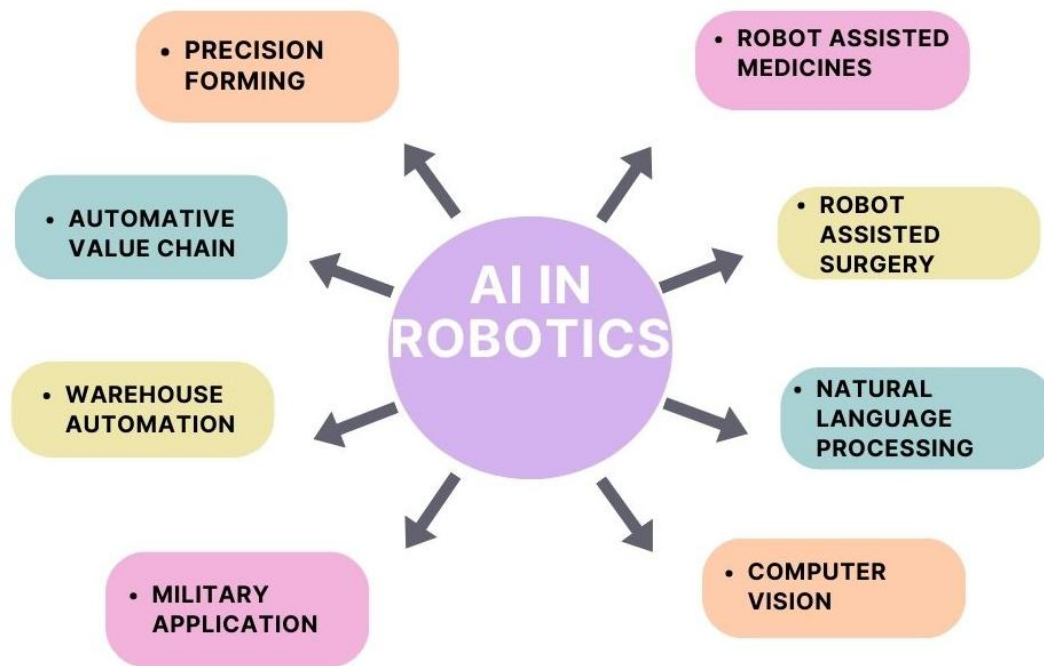 • PRECISION
FORMING
• ROBOT ASSISTED
MEDICINES
• AUTOMATIVE
VALUE CHAIN
• ROBOT
ASSISTED
SURGERY
AI IN
ROBOTICS
• WAREHOUSE
AUTOMATION
• NATURAL
LANGUAGE
PROCESSING
• MILITARY
APPLICATION
• COMPUTER
VISION